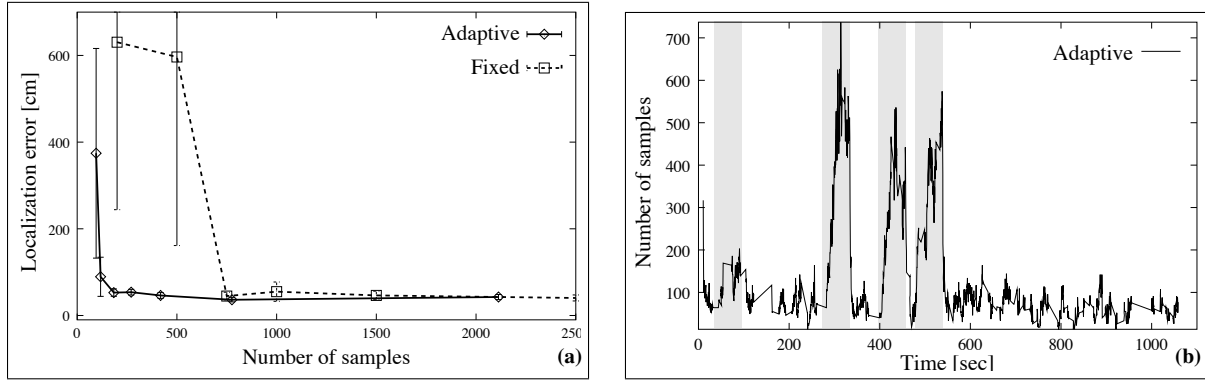 600
400
200
0
Localization error [cm]
Adaptive
Fixed
0 500 1000 1500 2000 2500
Number of samples
(a)
700
600
500
400
300
200
100
Number of samples
Adaptive
0 200 400 600 800 1000
Time [sec]
(b)